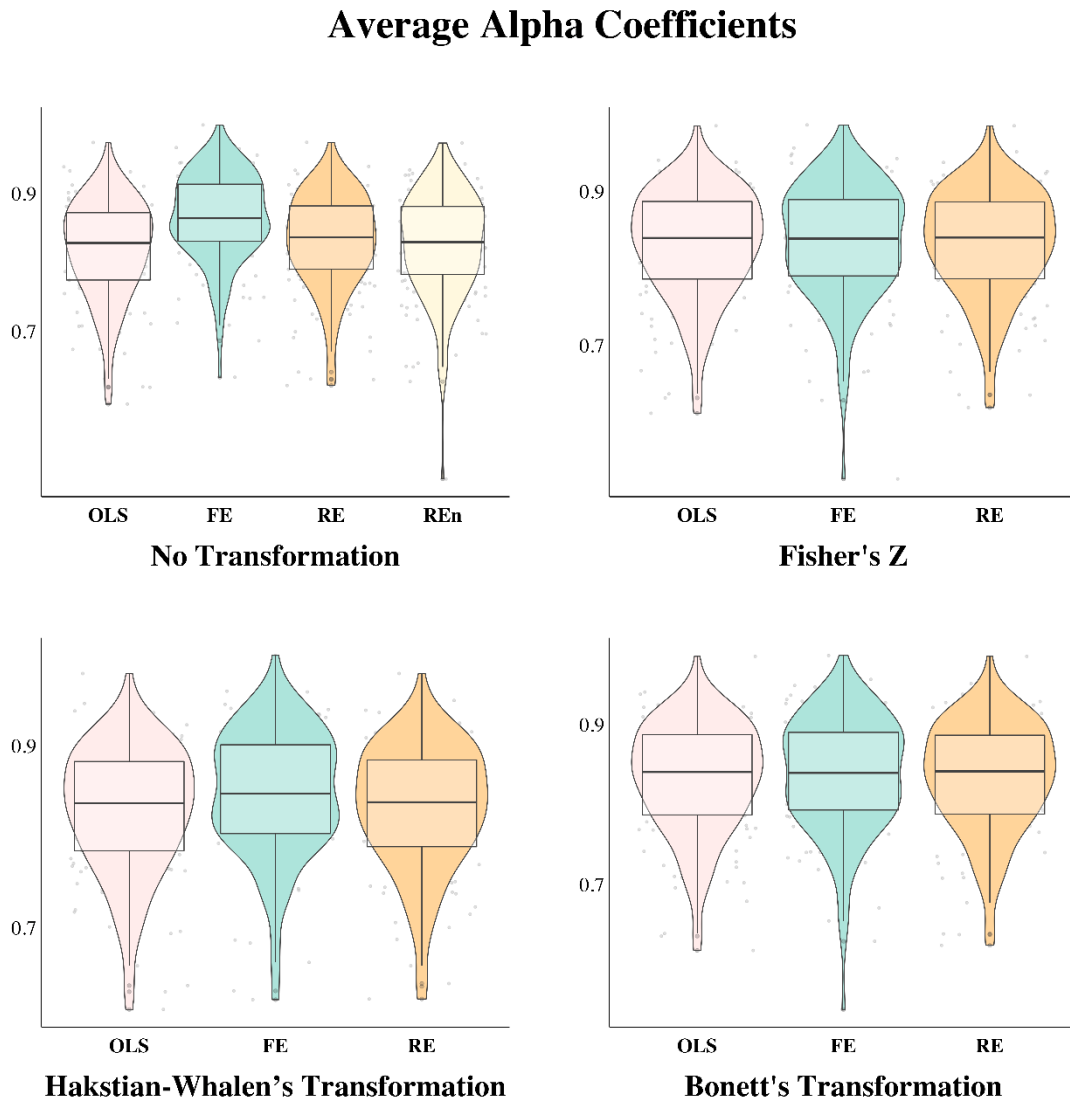 Average Alpha Coefficients
0.9
0.7
OLS FE RE REn
No Transformation
0.9
0.7
OLS FE RE
Fisher's Z
0.9
0.7
OLS FE RE
Hakstian-Whalen’s Transformation
0.9
0.7
OLS FE RE
Bonett's Transformation